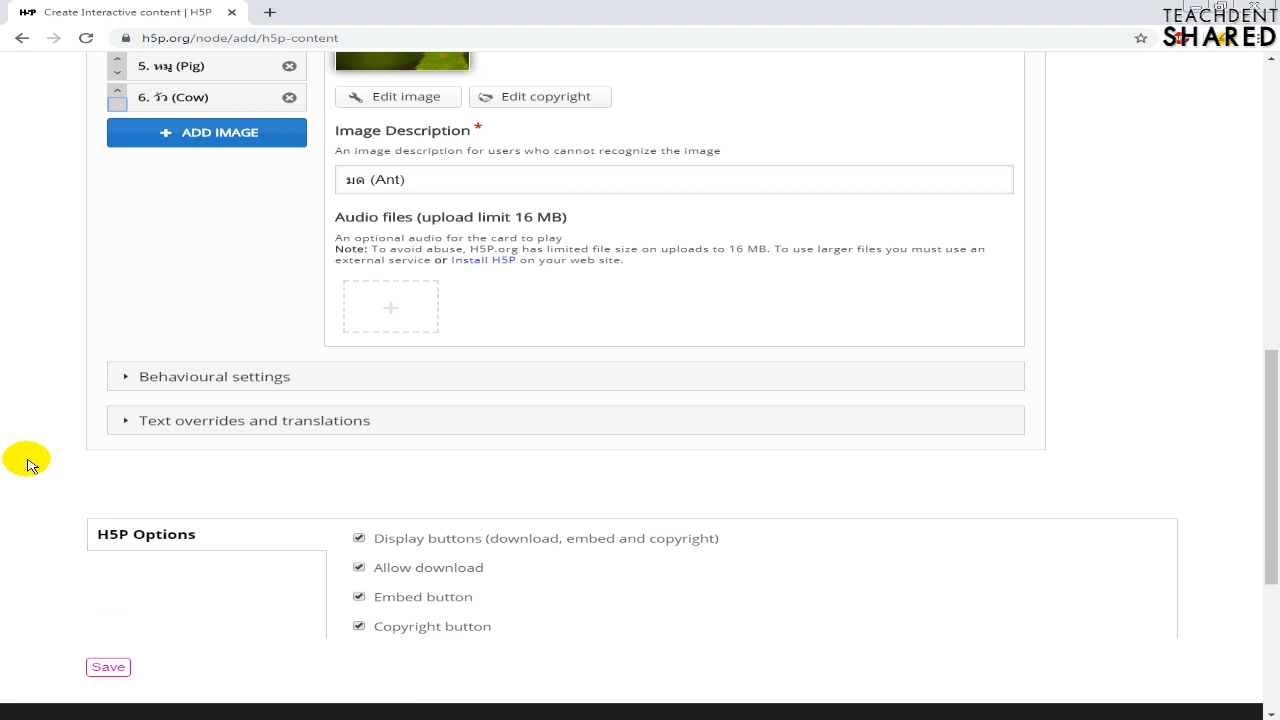 Create Interactive content | H5P
TEACHDENT
SHARED
h5p.org/node/add/h5p-content
5. หมู (Pig)
6. วัว (Cow)
ADD IMAGE
Edit image
Edit copyright
Image Description *
An image description for users who cannot recognize the image
มด (Ant)
Audio files (upload limit 16 MB)
An optional audio for the card to play
Note: To avoid abuse, H5P.org has limited file size on uploads to 16 MB. To use larger files you must use an
external service or Install H5P on your web site.
Behavioural settings
Text overrides and translations
H5P Options
Display buttons (download, embed and copyright)
Allow download
Embed button
Copyright button
Save